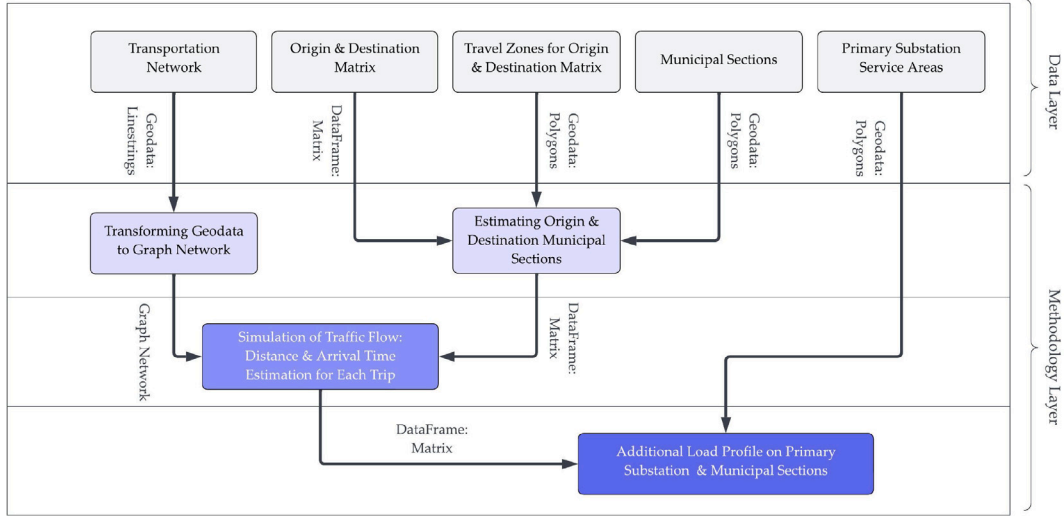 Transportation
Network
Origin & Destination
Matrix
Travel Zones for Origin
& Destination Matrix
Municipal Sections
Primary Substation
Service Areas
Data Layer
Geodata:
Linestrings
DataFrame:
Matrix
Geodata:
Polygons
Geodata:
Polygons
Geodata:
Polygons
Transforming Geodata
to Graph Network
Estimating Origin &
Destination Municipal
Sections
Methodology Layer
Graph Network
Simulation of Traffic Flow:
Distance & Arrival Time
Estimation for Each Trip
DataFrame:
Matrix
DataFrame:
Matrix
Additional Load Profile on Primary
Substation & Municipal Sections